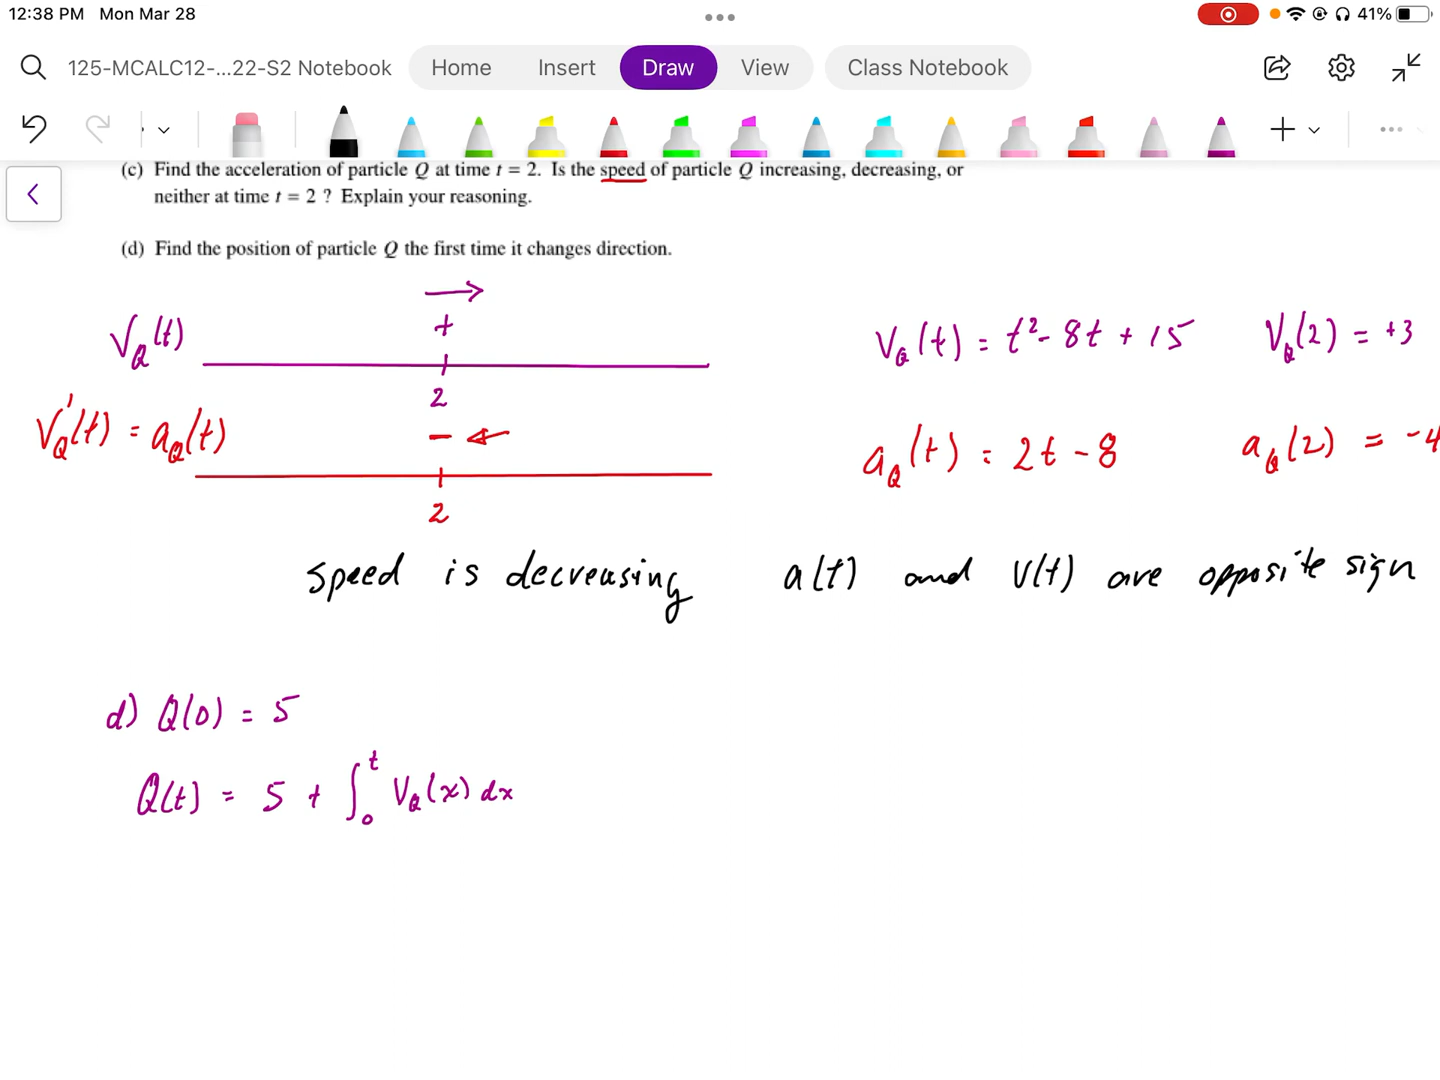 12:38 PM Mon Mar 28
41%
125-MCALC12-...22-S2 Notebook Home Insert Draw View Class Notebook
(c) Find the acceleration of particle Q at time t = 2. Is the speed of particle Q increasing, decreasing, or
neither at time t = 2 ? Explain your reasoning.
(d) Find the position of particle Q the first time it changes direction.
V_Q(t) + 2
V_Q(t) = t² - 8t + 15 V_Q(2) = +3
V_Q'(t) = a_Q(t) - 2
a_Q(t) = 2t - 8 a_Q(2) = -4
speed is decreasing a(t) and v(t) are opposite sign
d) Q(0) = 5
Q(t) = 5 + ∫₀ᵗ V_Q(x) dx